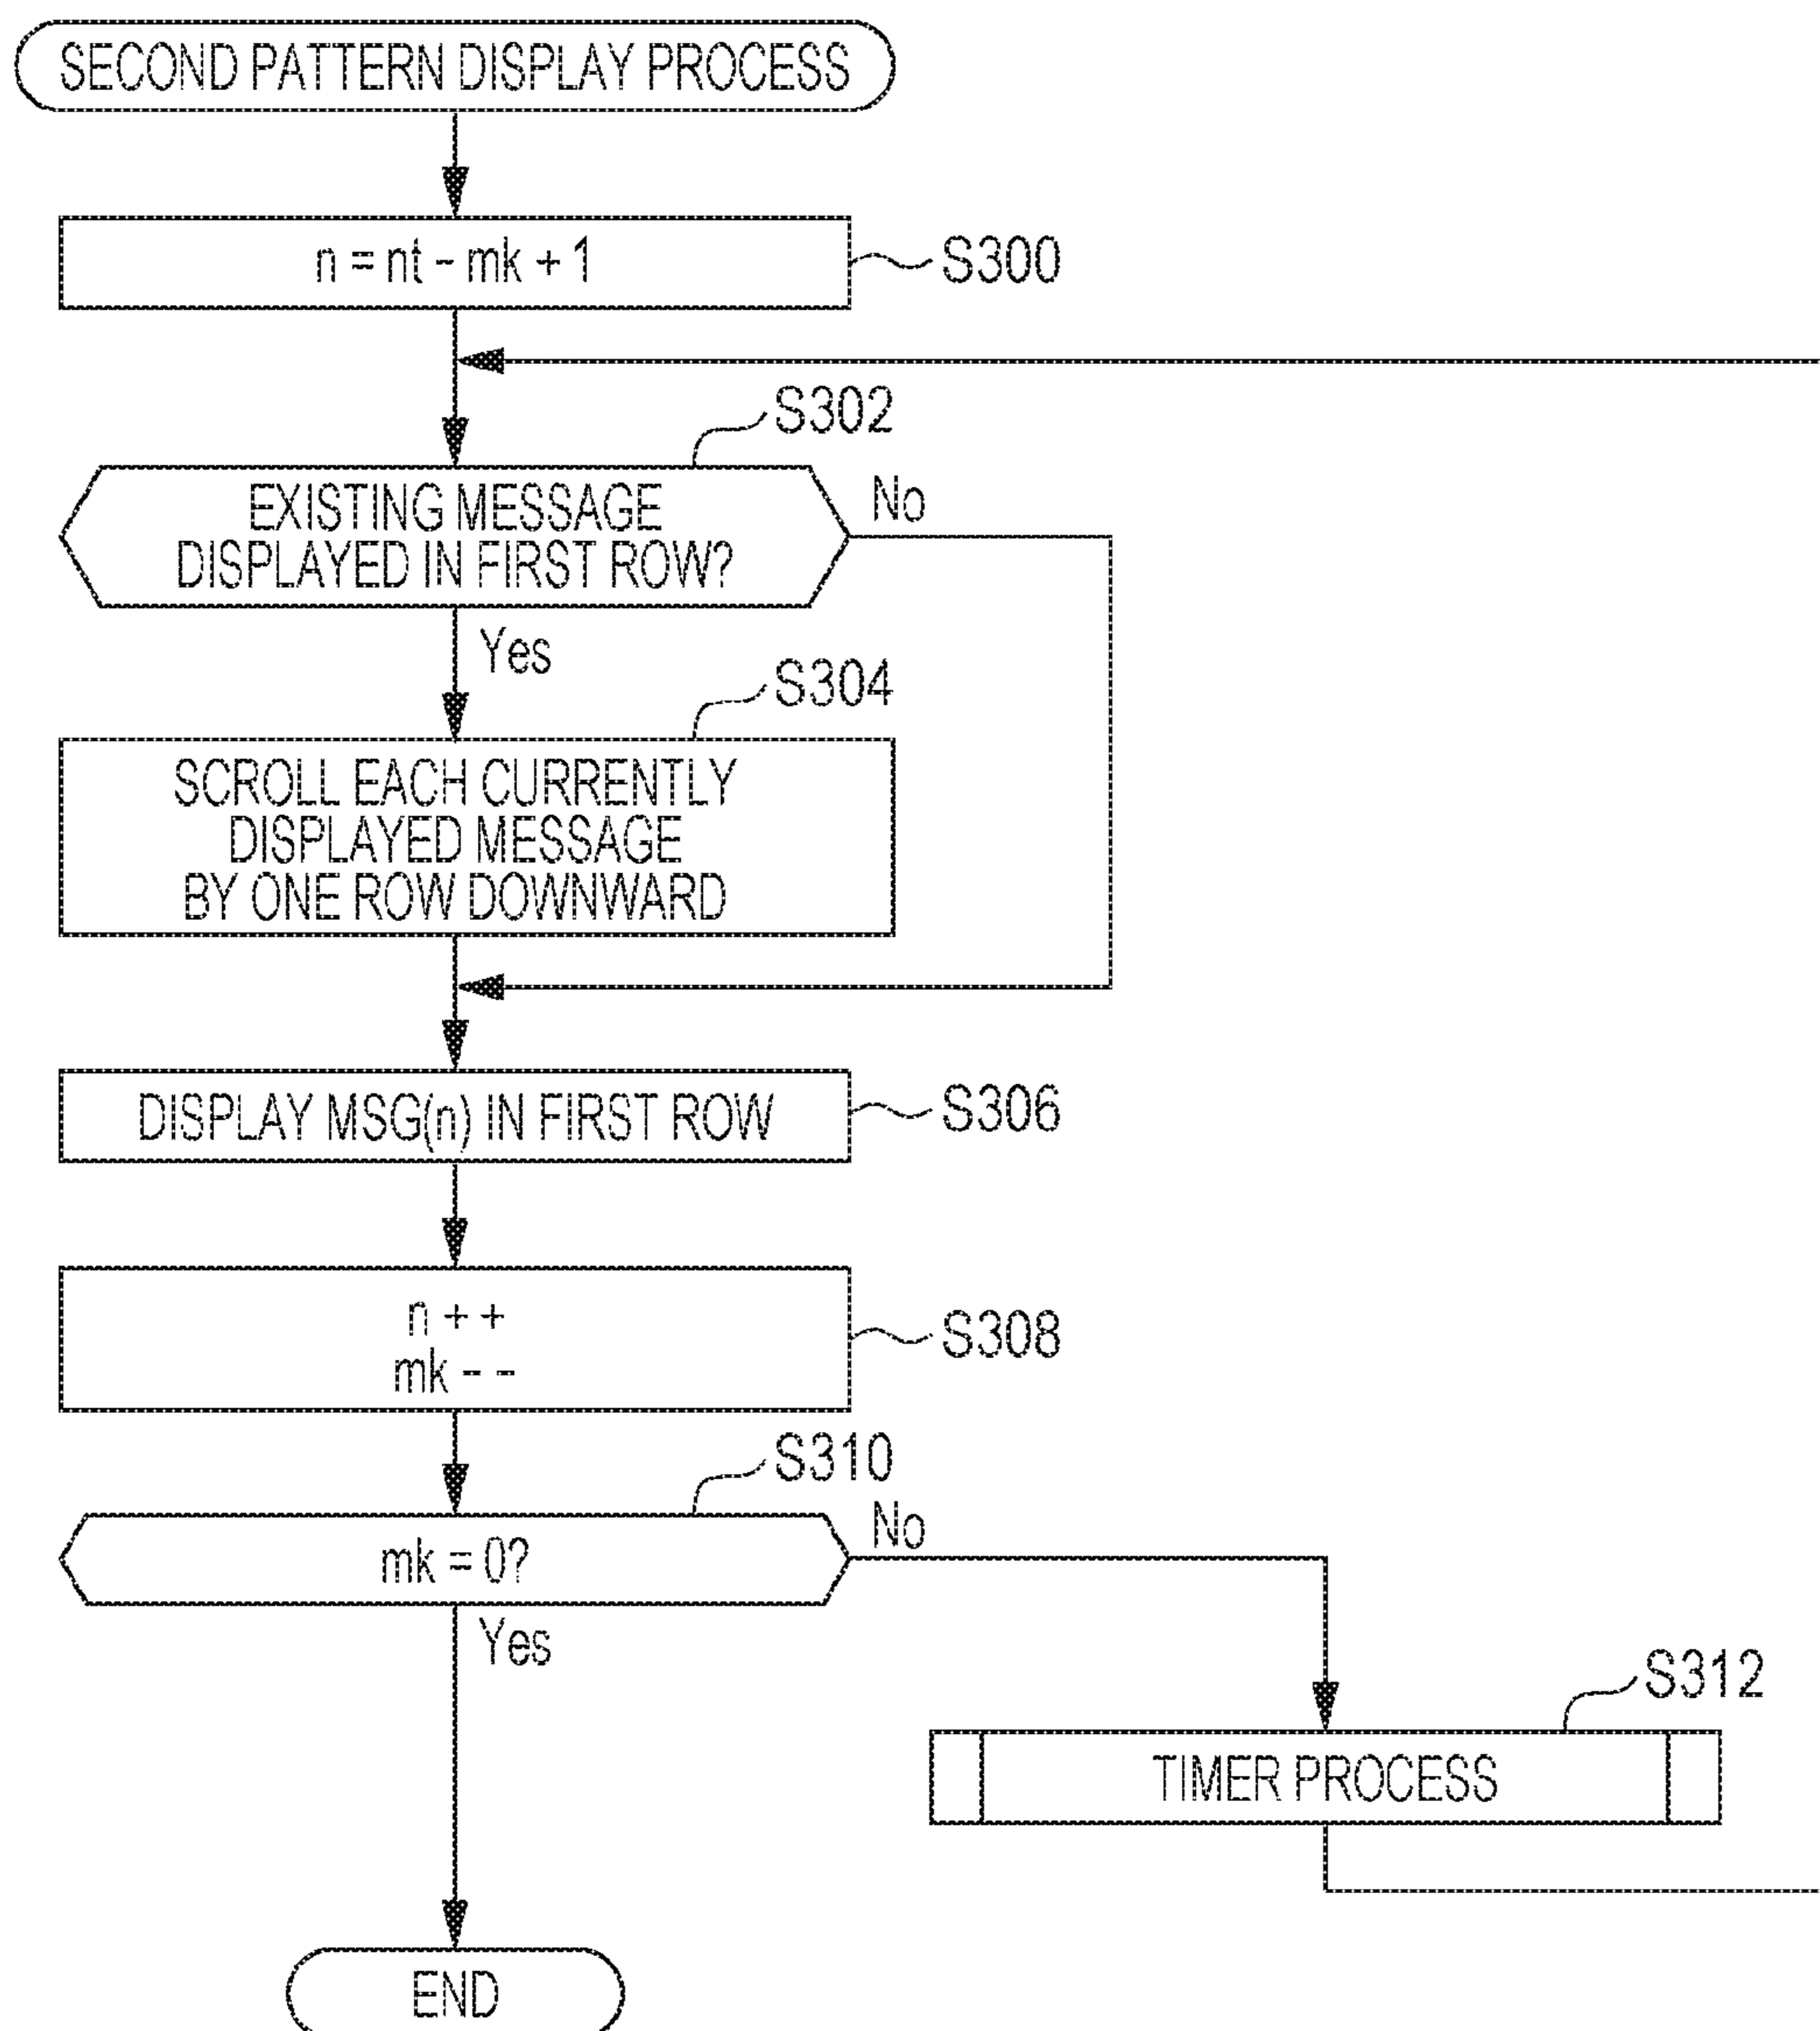 SECOND PATTERN DISPLAY PROCESS
n = nt - mk + 1
S300
S302
EXISTING MESSAGE
DISPLAYED IN FIRST ROW?
No
Yes
S304
SCROLL EACH CURRENTLY
DISPLAYED MESSAGE
BY ONE ROW DOWNWARD
DISPLAY MSG(n) IN FIRST ROW
S306
n + +
mk - -
S308
S310
mk = 0?
No
Yes
S312
TIMER PROCESS
END